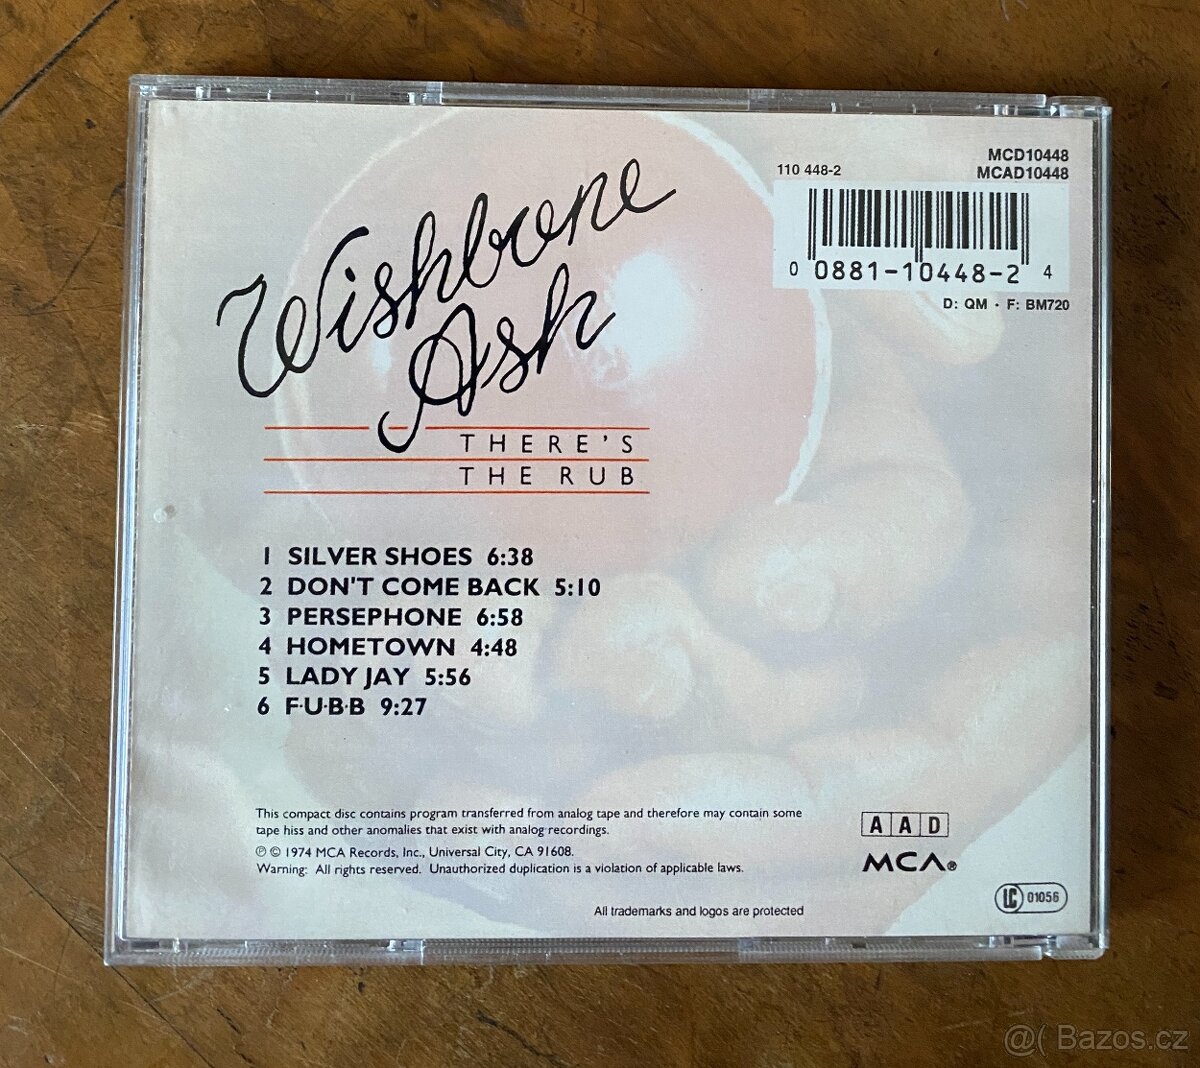 MCD10448
110 448-2 MCAD10448
0 0881-10448-2 4
D: QM · F: BM720
Wishbone
Ash
THERE'S
THE RUB
1 SILVER SHOES 6:38
2 DON'T COME BACK 5:10
3 PERSEPHONE 6:58
4 HOMETOWN 4:48
5 LADY JAY 5:56
6 F·U·B·B 9:27
This compact disc contains program transferred from analog tape and therefore may contain some
tape hiss and other anomalies that exist with analog recordings.
℗ © 1974 MCA Records, Inc., Universal City, CA 91608.
Warning: All rights reserved. Unauthorized duplication is a violation of applicable laws.
AAD
MCA®
LC 01056
All trademarks and logos are protected
@( Bazos.cz